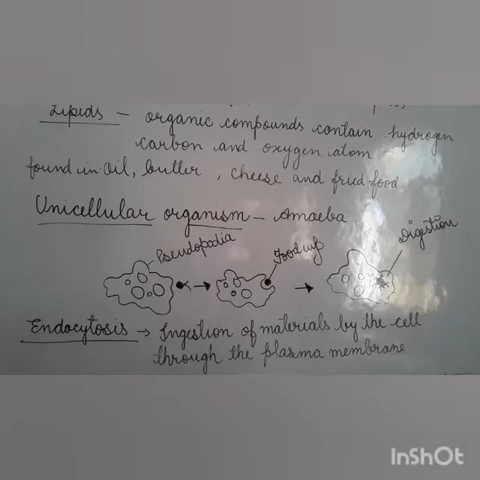 Lipids – organic compounds contain hydrogen
carbon and oxygen atom
found in Oil, butter, cheese and fried food
Unicellular organism – Amoeba
Pseudopodia
Food cup
Digestion
Endocytosis → Ingestion of materials by the cell
through the plasma membrane
InShOt